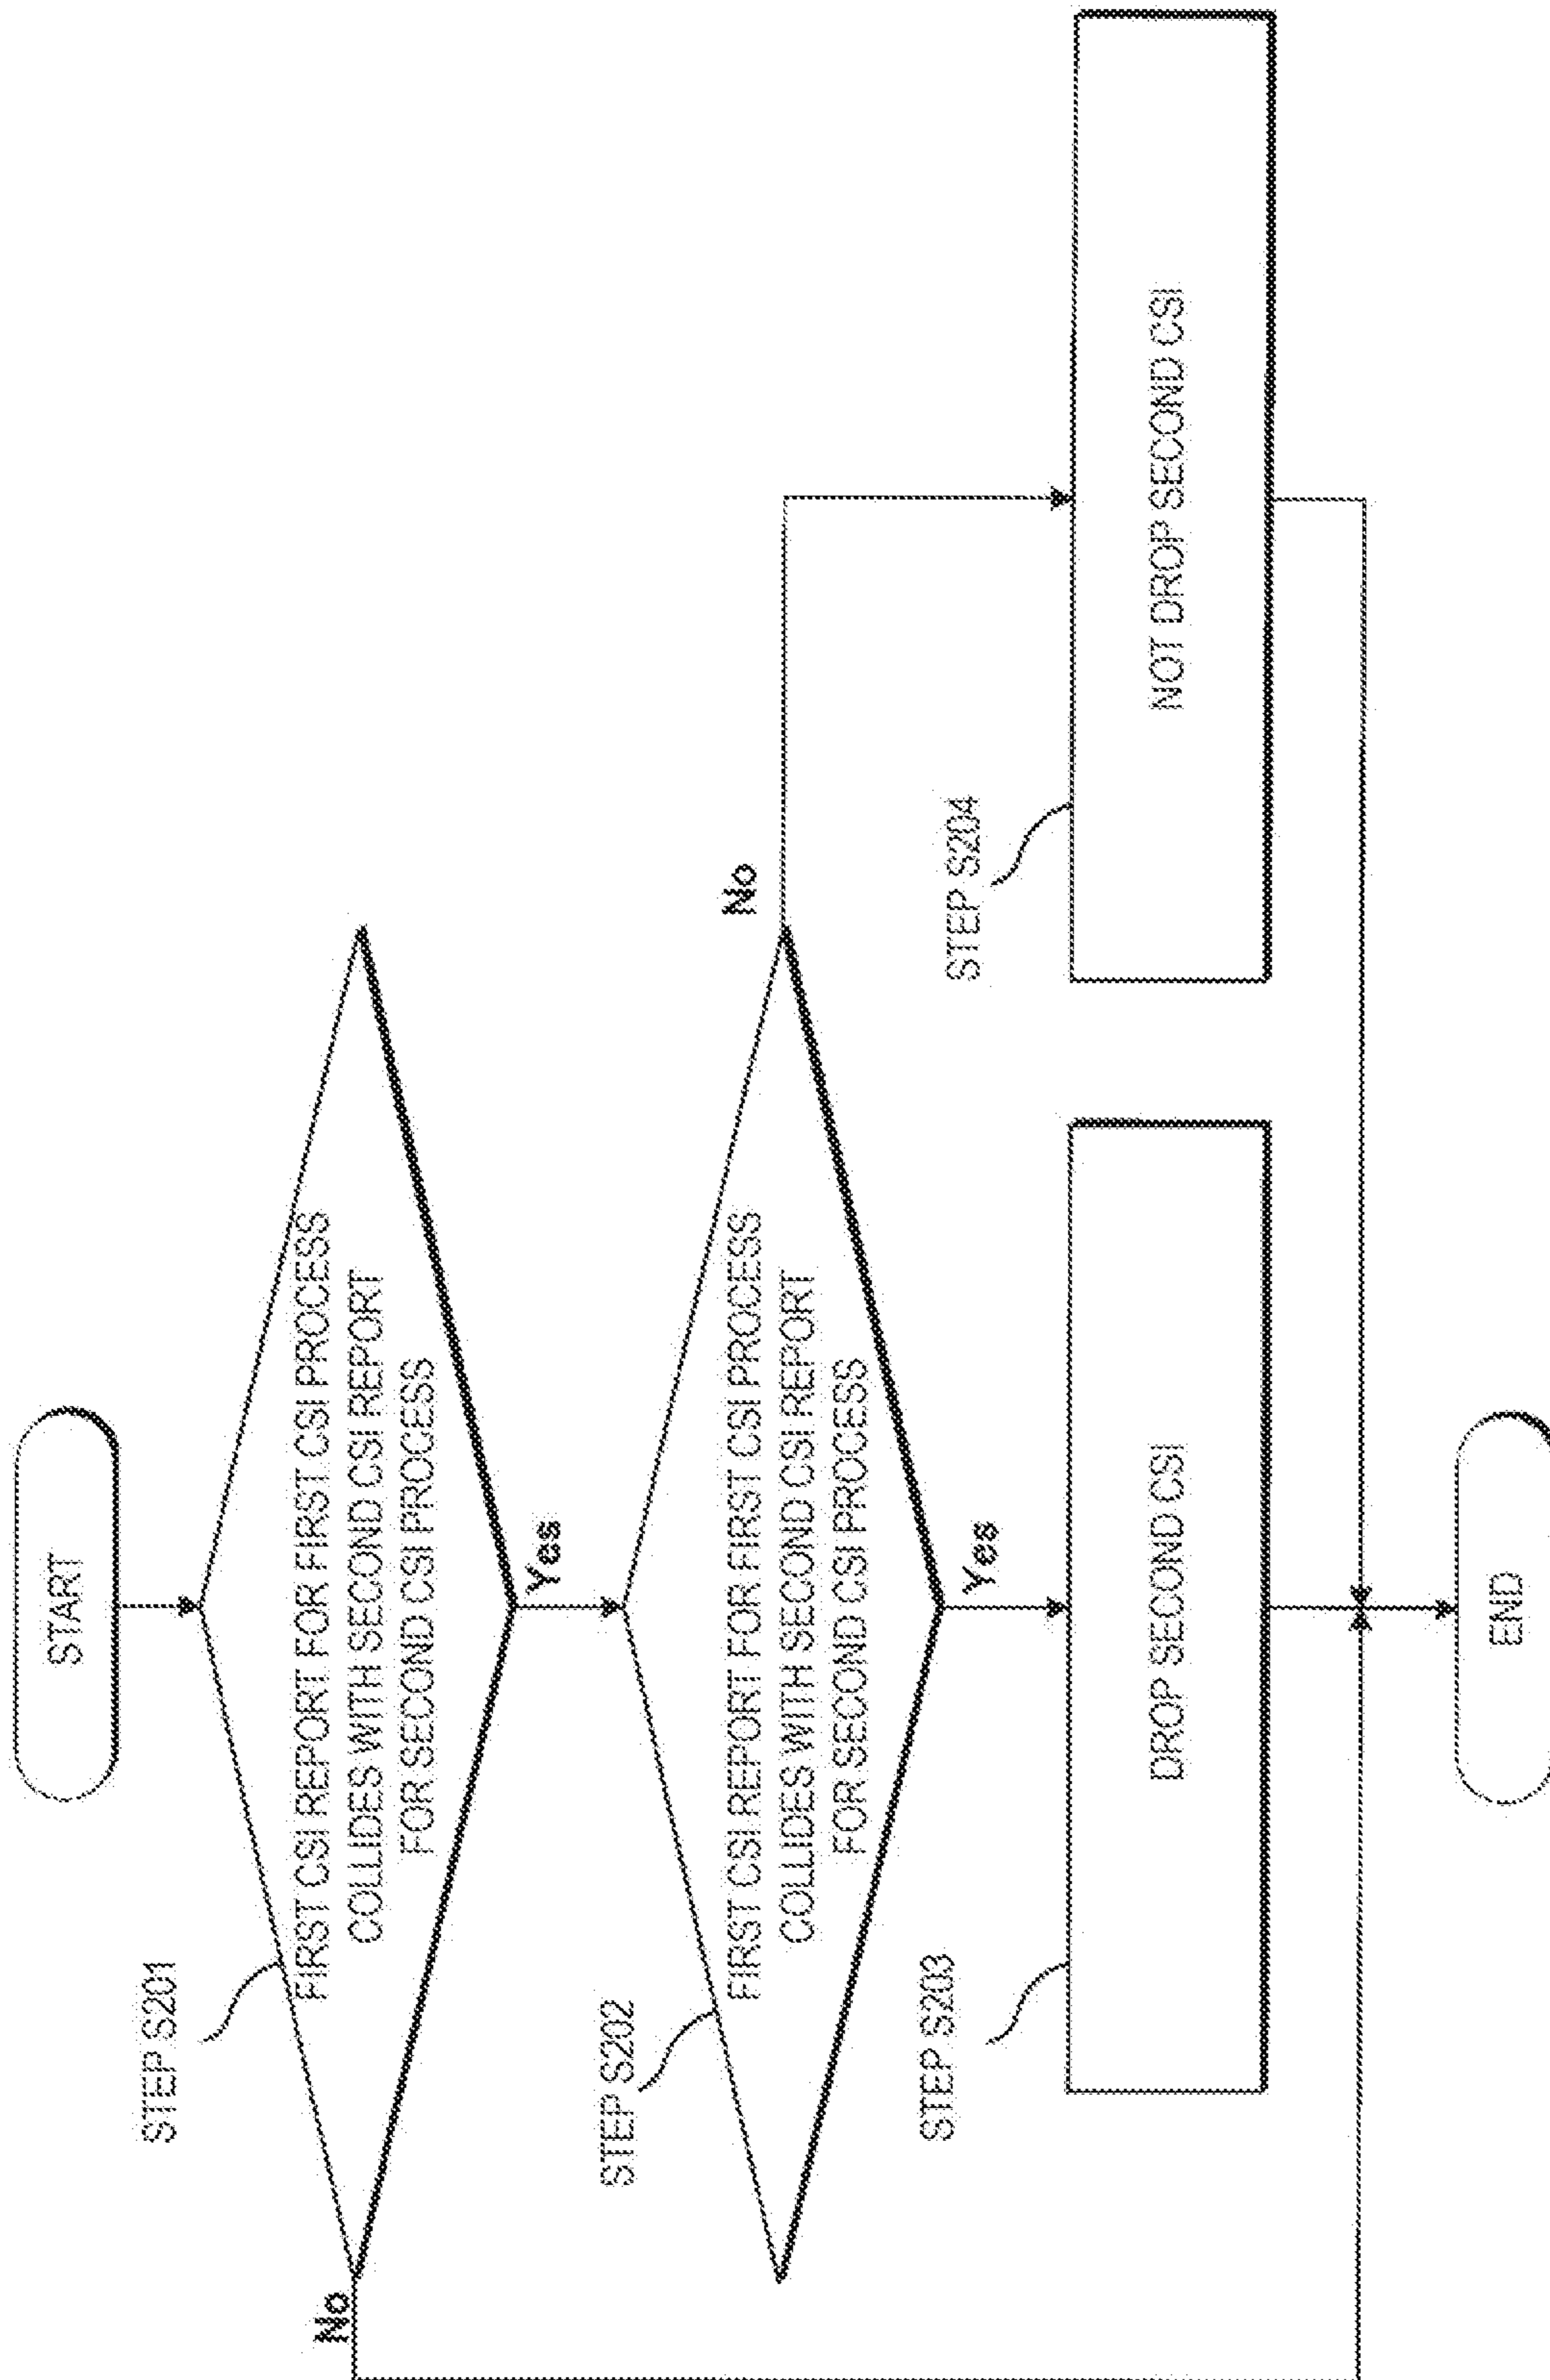 START
STEP S201
FIRST CSI REPORT FOR FIRST CSI PROCESS
COLLIDES WITH SECOND CSI REPORT
FOR SECOND CSI PROCESS
No
Yes
STEP S202
FIRST CSI REPORT FOR FIRST CSI PROCESS
COLLIDES WITH SECOND CSI REPORT
FOR SECOND CSI PROCESS
No
Yes
STEP S203
DROP SECOND CSI
STEP S204
NOT DROP SECOND CSI
END